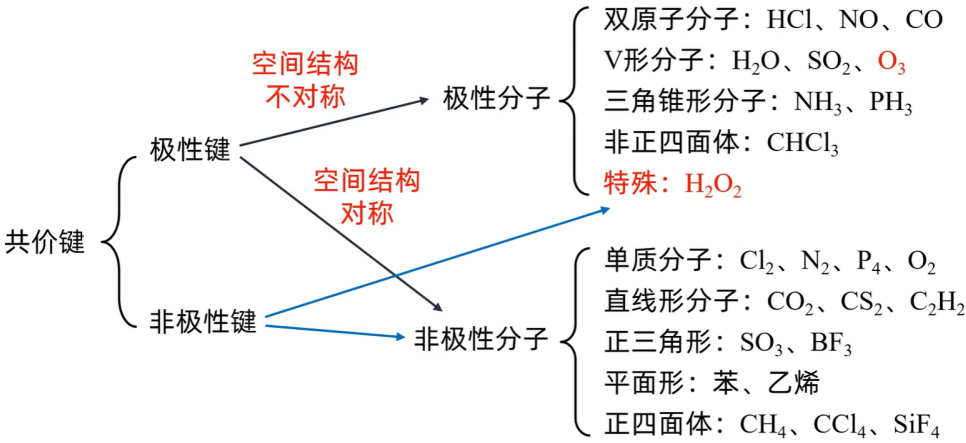 共价键
极性键
非极性键
空间结构
不对称
空间结构
对称
极性分子
双原子分子：HCl、NO、CO
V形分子：H₂O、SO₂、O₃
三角锥形分子：NH₃、PH₃
非正四面体：CHCl₃
特殊：H₂O₂
非极性分子
单质分子：Cl₂、N₂、P₄、O₂
直线形分子：CO₂、CS₂、C₂H₂
正三角形：SO₃、BF₃
平面形：苯、乙烯
正四面体：CH₄、CCl₄、SiF₄